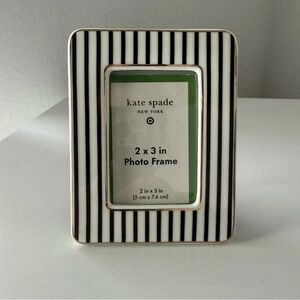 kate spade
NEW YORK
2 x 3 in
Photo Frame
2 in x 3 in
(5 cm x 7.6 cm)